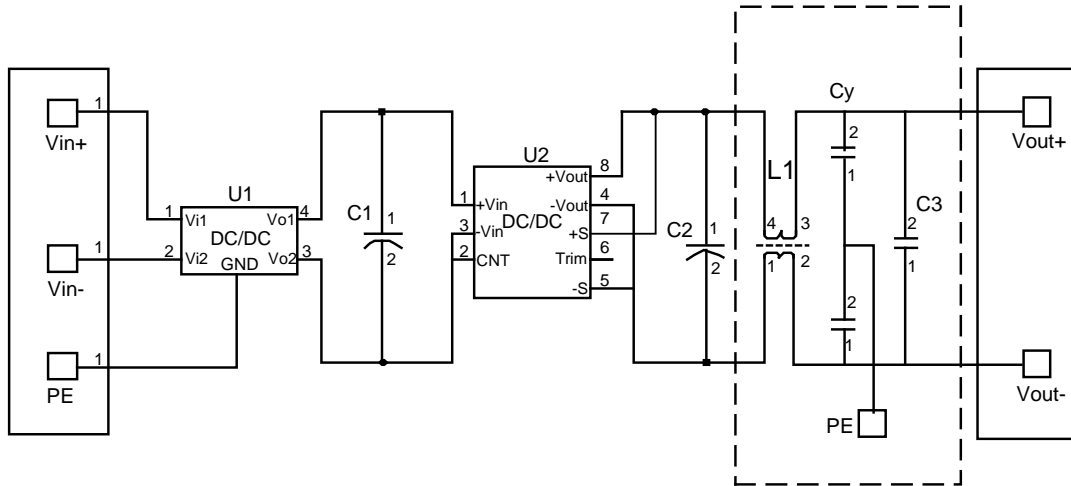 1
Vin+
1
Vin-
1
PE
U1
1
Vi1
Vo1
4
DC/DC
2
Vi2
GND
Vo2
3
C1
1
2
U2
+Vout
8
1
+Vin
-Vout
4
DC/DC
3
-Vin
7
+S
2
CNT
6
Trim
-S
5
C2
1
2
L1
4
3
1
2
Cy
2
1
2
1
PE
C3
2
1
Vout+
Vout-